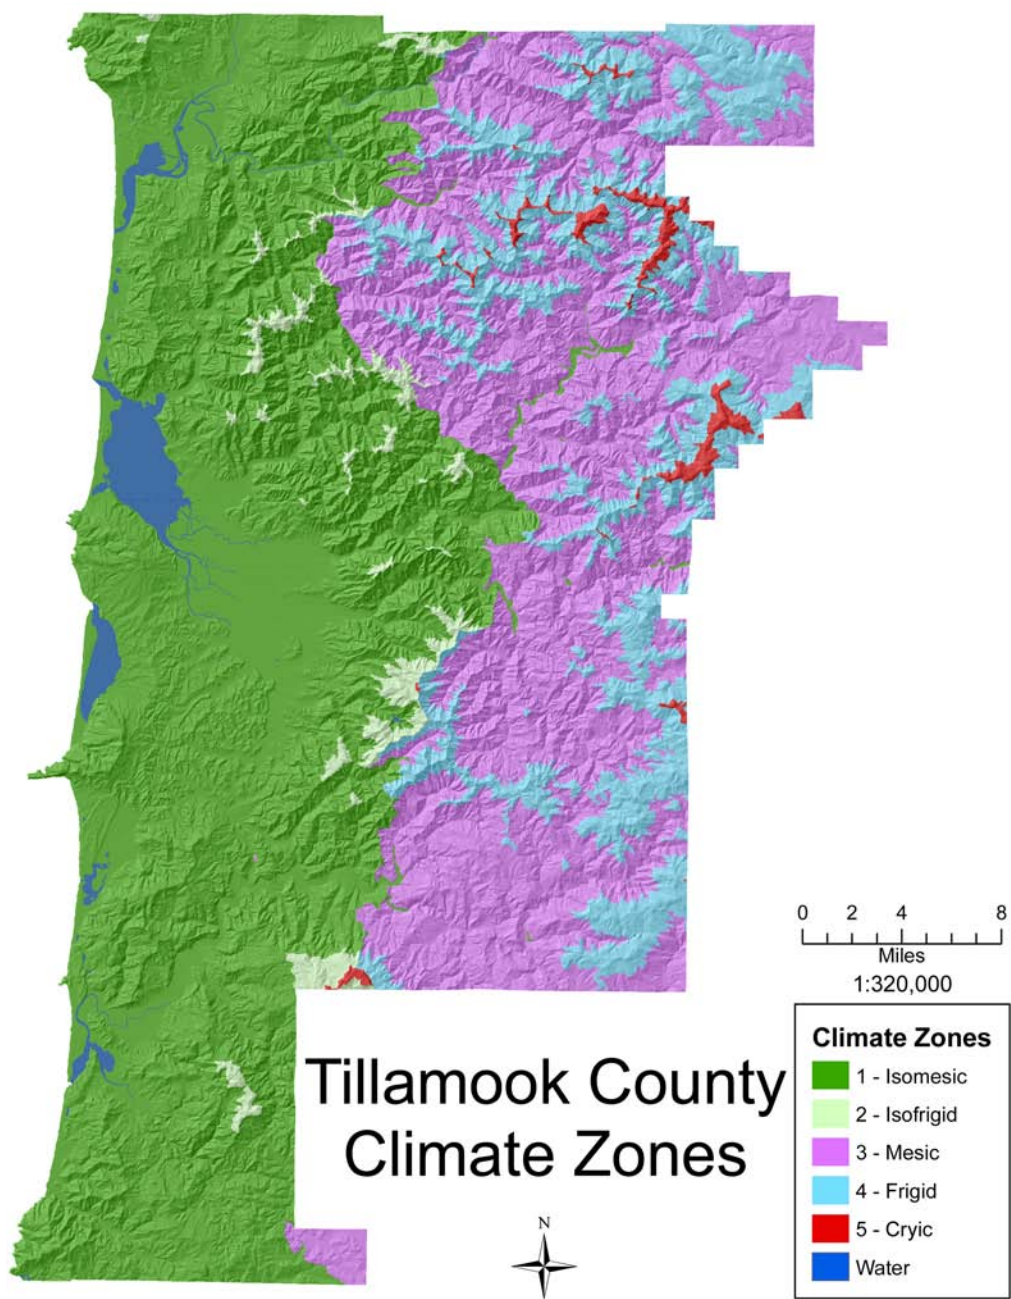 0 2 4 8
Miles
1:320,000
Tillamook County
Climate Zones
N
Climate Zones
1 - Isomesic
2 - Isofrigid
3 - Mesic
4 - Frigid
5 - Cryic
Water